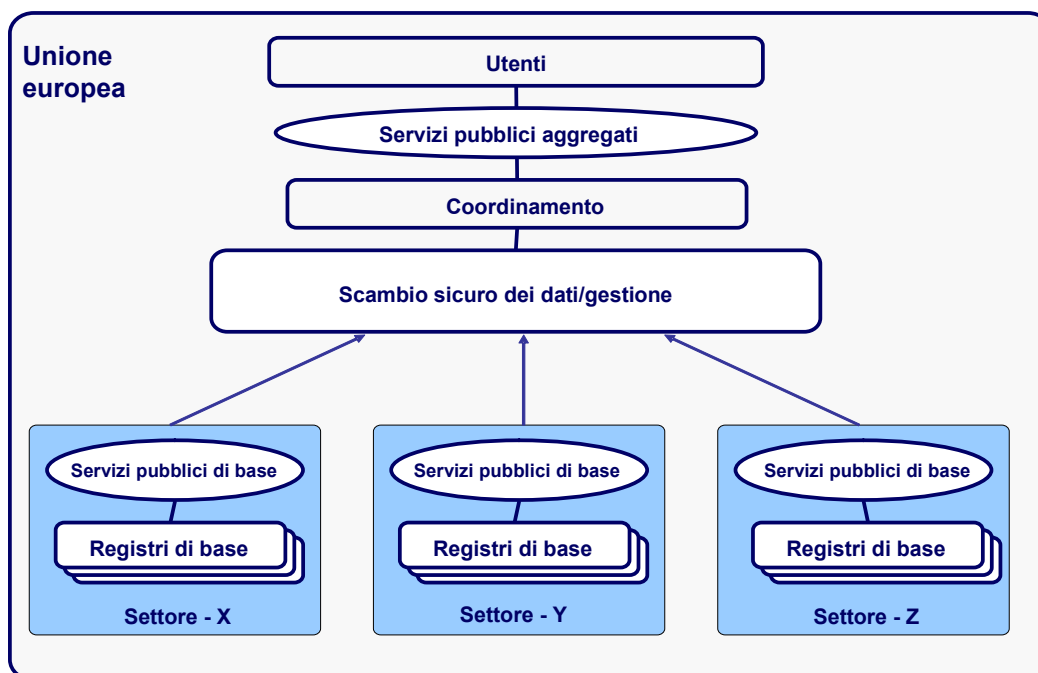 Unione
europea
Utenti
Servizi pubblici aggregati
Coordinamento
Scambio sicuro dei dati/gestione
Servizi pubblici di base
Registri di base
Settore - X
Servizi pubblici di base
Registri di base
Settore - Y
Servizi pubblici di base
Registri di base
Settore - Z